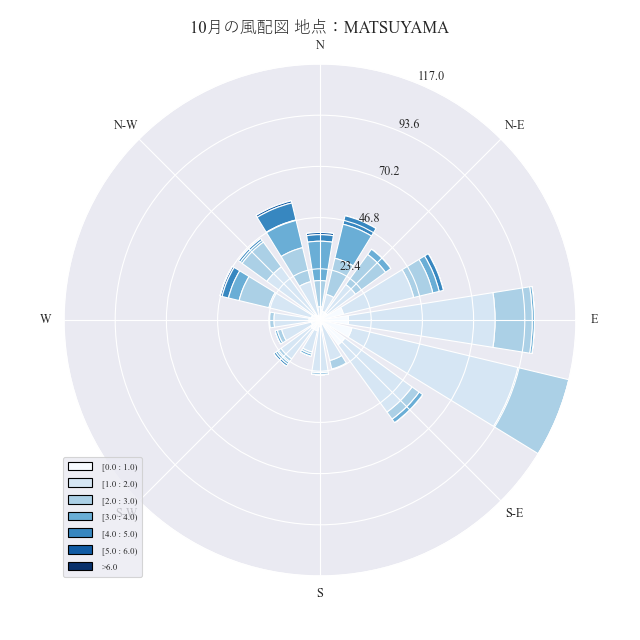 10月の風配図 地点：MATSUYAMA
N
N-W
N-E
117.0
93.6
70.2
46.8
23.4
W
E
S-W
S-E
S
[0.0 : 1.0)
[1.0 : 2.0)
[2.0 : 3.0)
[3.0 : 4.0)
[4.0 : 5.0)
[5.0 : 6.0)
>6.0